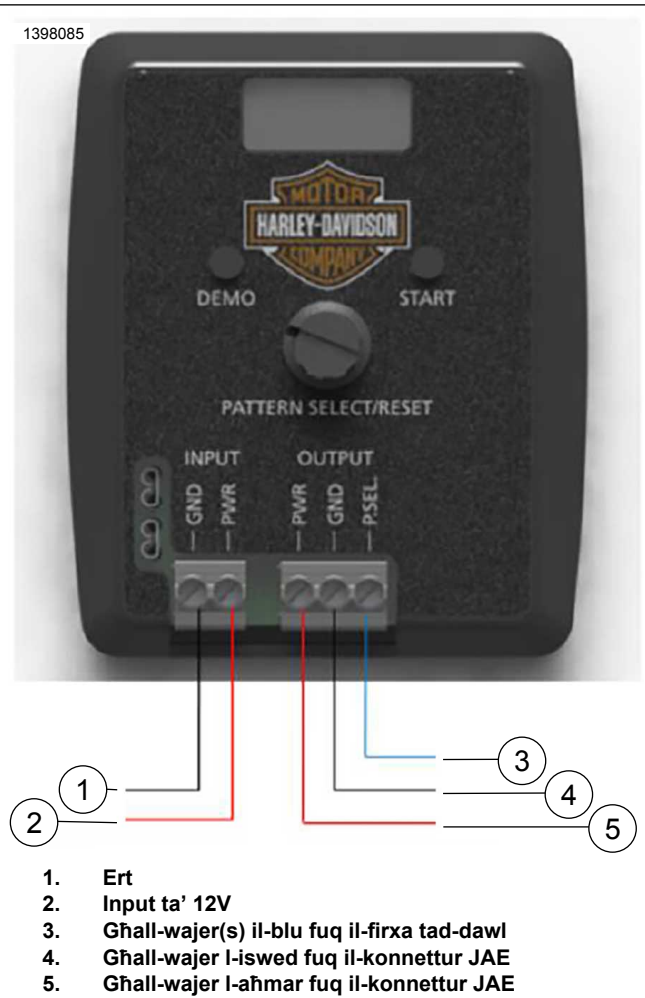 1398085
MOTOR
HARLEY-DAVIDSON
COMPANY
DEMO
START
PATTERN SELECT/RESET
INPUT
OUTPUT
GND
PWR
PWR
GND
P.SEL.
1
2
3
4
5
1. Ert
2. Input ta’ 12V
3. Għall-wajer(s) il-blu fuq il-firxa tad-dawl
4. Għall-wajer l-iswed fuq il-konnettur JAE
5. Għall-wajer l-aħmar fuq il-konnettur JAE